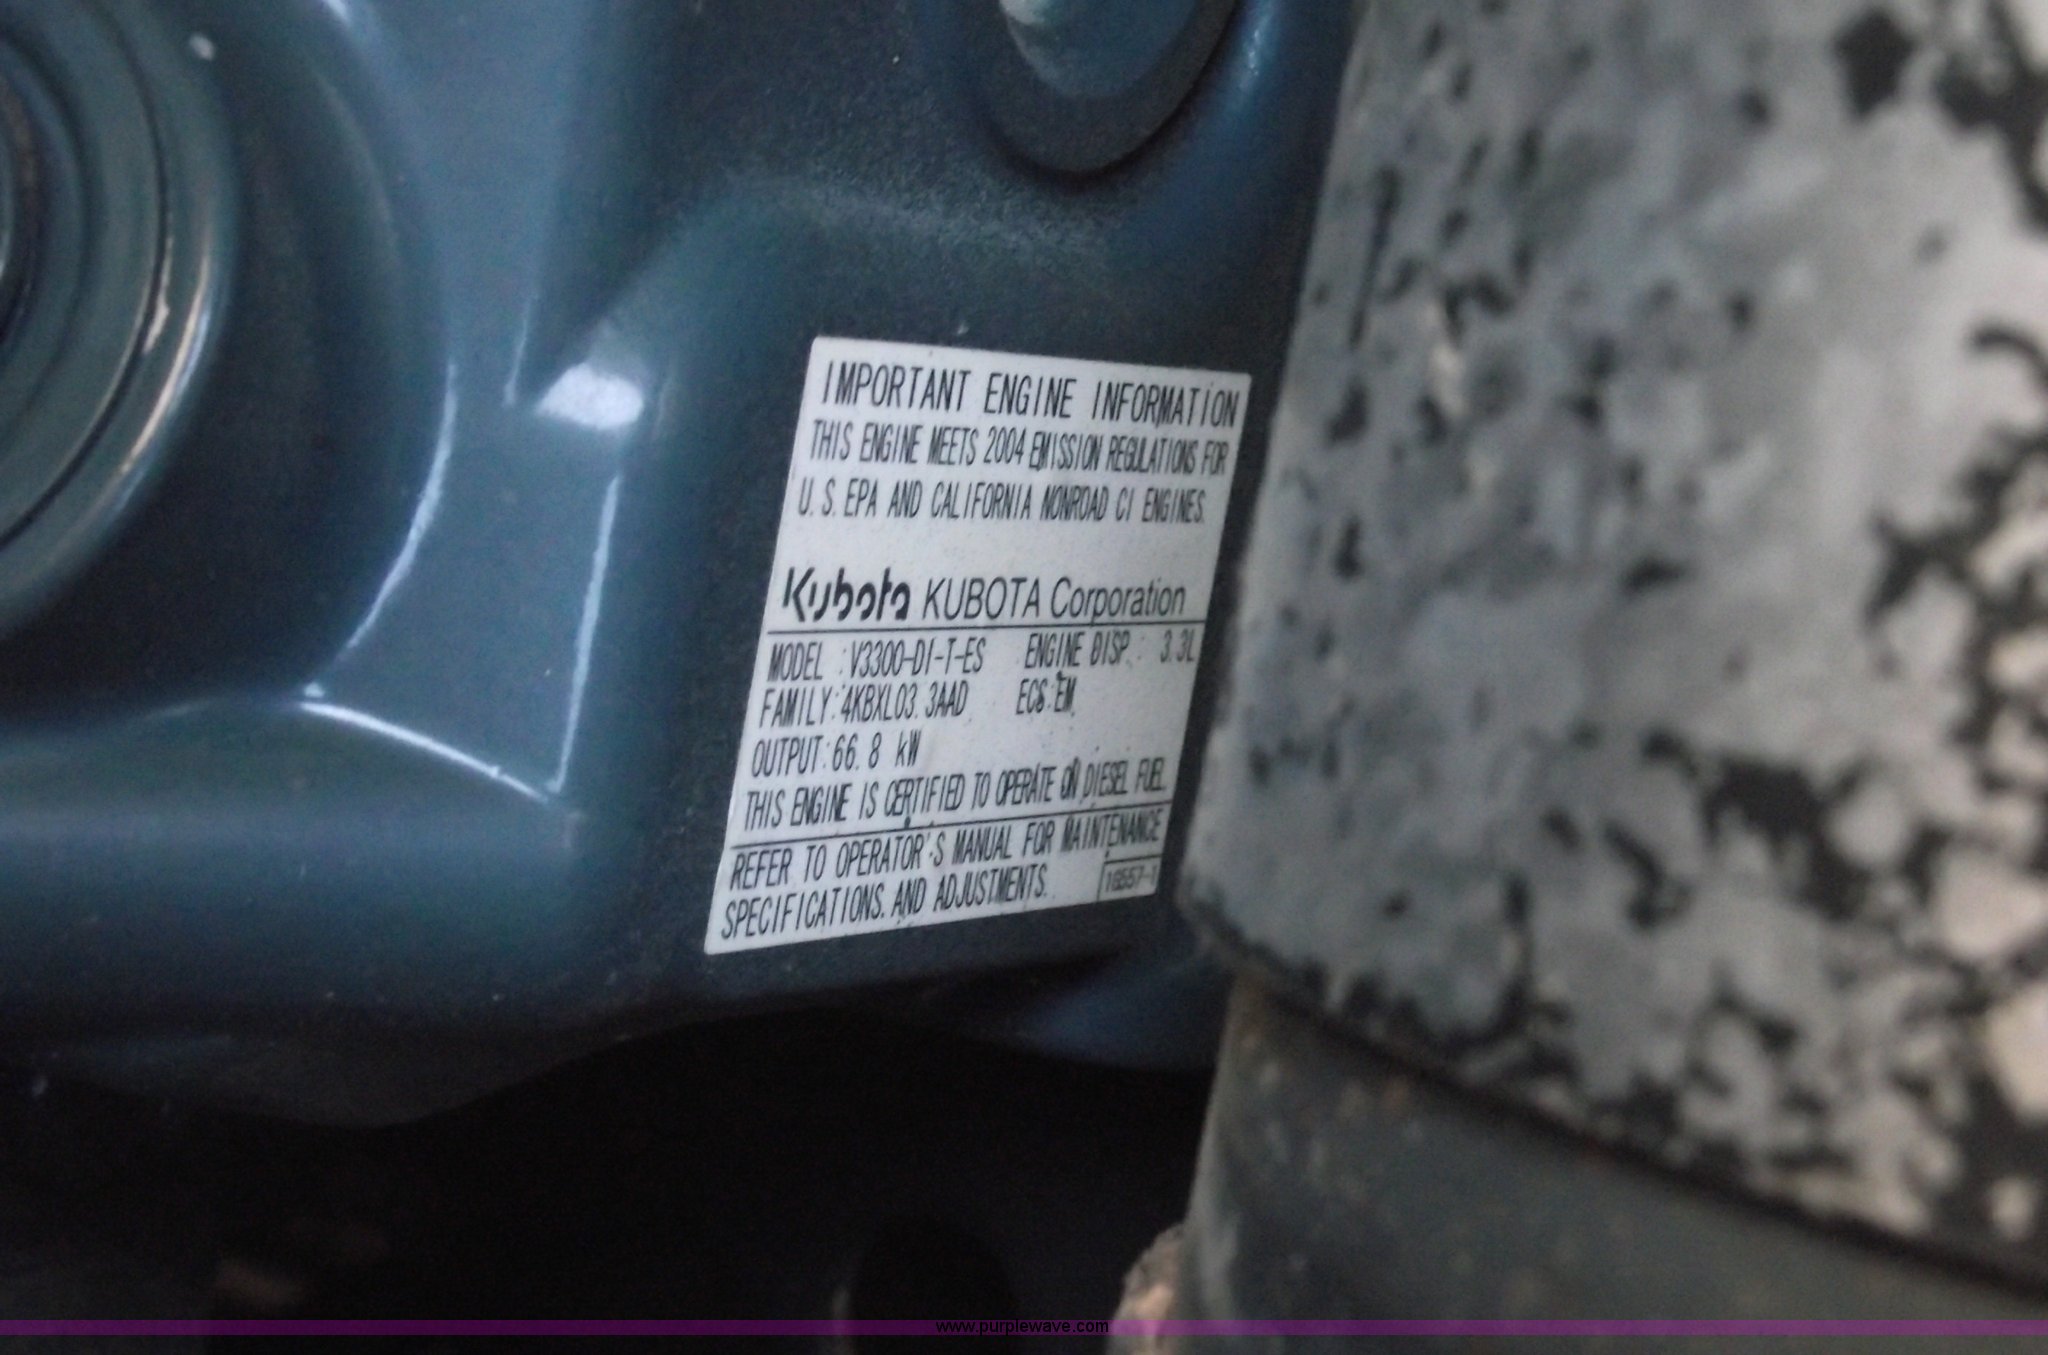 IMPORTANT ENGINE INFORMATION
THIS ENGINE MEETS 2004 EMISSION REGULATIONS FOR
U.S. EPA AND CALIFORNIA NONROAD CI ENGINES.
Kubota KUBOTA Corporation
MODEL :V3300-DI-T-ES ENGINE DISP.: 3.3L
FAMILY:4KBXL03.3AAD ECS:EM
OUTPUT:66.8 kW
THIS ENGINE IS CERTIFIED TO OPERATE ON DIESEL FUEL.
REFER TO OPERATOR'S MANUAL FOR MAINTENANCE
SPECIFICATIONS. AND ADJUSTMENTS.
16557-1
www.purplewave.com